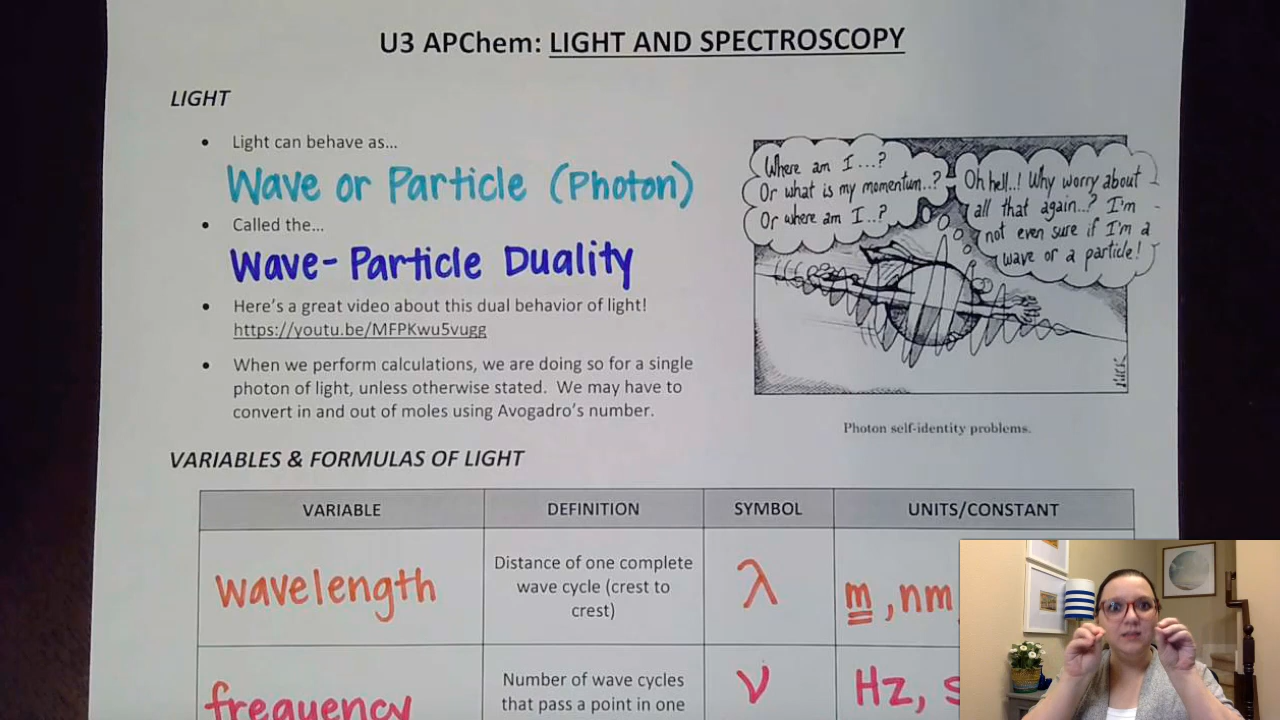 U3 APChem: LIGHT AND SPECTROSCOPY
LIGHT
• Light can behave as...
Wave or Particle (Photon)
• Called the...
Wave-Particle Duality
• Here's a great video about this dual behavior of light!
https://youtu.be/MFPKwu5vugg
• When we perform calculations, we are doing so for a single
photon of light, unless otherwise stated. We may have to
convert in and out of moles using Avogadro's number.
Where am I...?
Or what is my momentum..?
Or where am I..?
Oh hell..! Why worry about
all that again..? I'm
not even sure if I'm a
wave or a particle!
Photon self-identity problems.
VARIABLES & FORMULAS OF LIGHT
VARIABLE DEFINITION SYMBOL UNITS/CONSTANT
wavelength
Distance of one complete
wave cycle (crest to
crest)
λ
m, nm
frequency
Number of wave cycles
that pass a point in one
ν
Hz, s